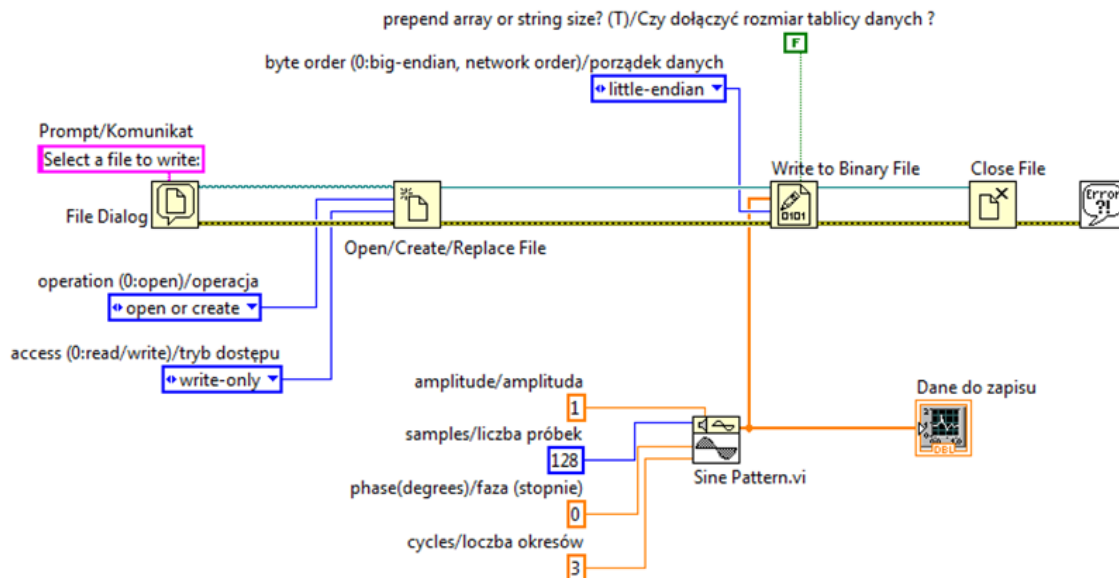 prepend array or string size? (T)/Czy dołączyć rozmiar tablicy danych ?
F
byte order (0:big-endian, network order)/porządek danych
little-endian
Prompt/Komunikat
Select a file to write:
Write to Binary File
Close File
0101
Error
?!
File Dialog
Open/Create/Replace File
operation (0:open)/operacja
open or create
access (0:read/write)/tryb dostępu
write-only
amplitude/amplituda
1
Dane do zapisu
DBL
samples/liczba próbek
128
Sine Pattern.vi
phase(degrees)/faza (stopnie)
0
cycles/loczba okresów
3